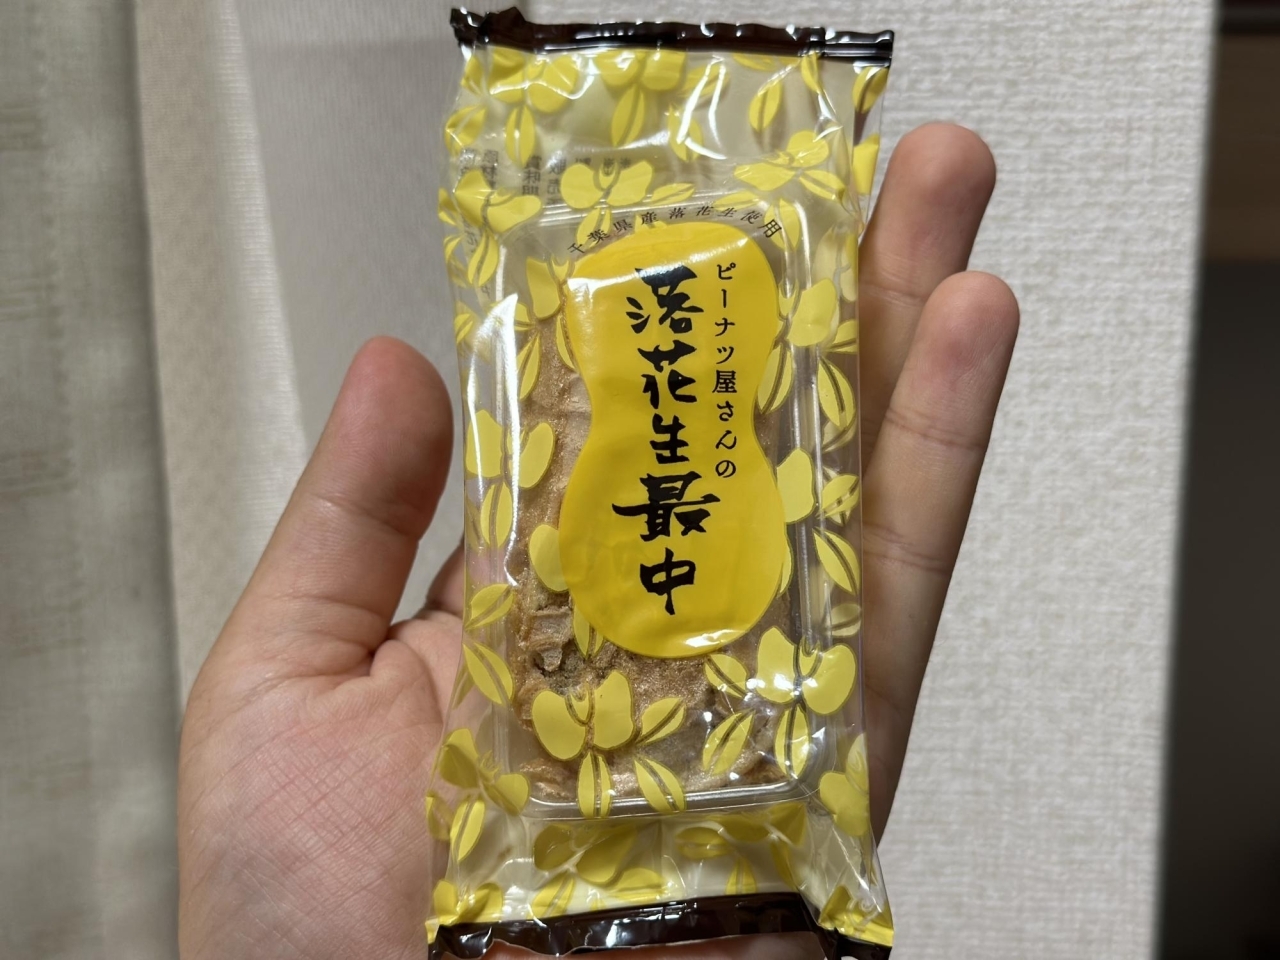 千葉県産落花生使用
ピーナッツ屋さんの
落花生最中